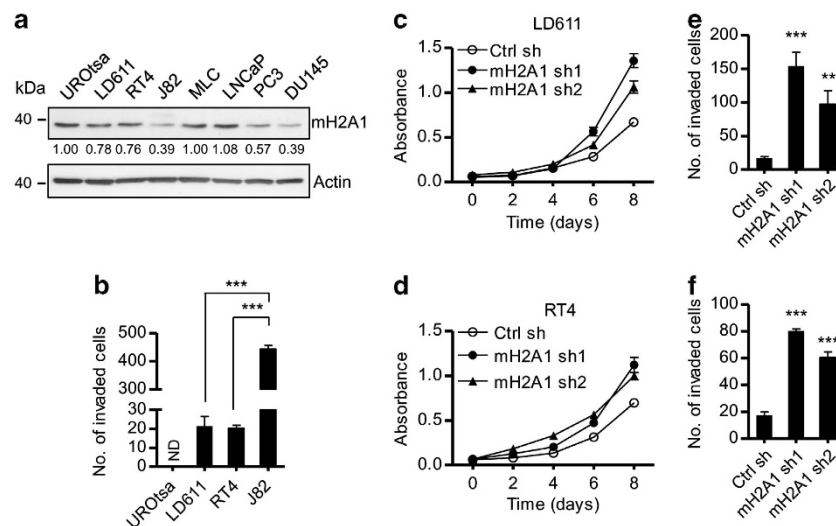 a
kDa
UROtsa LD611 RT4 J82 MLC LNCaP PC3 DU145
40
mH2A1
1.00 0.78 0.76 0.39 1.00 1.08 0.57 0.39
40
Actin
b
No. of invaded cells
500
400
300
30
20
10
0
***
***
ND
UROtsa LD611 RT4 J82
c
LD611
Ctrl sh
mH2A1 sh1
mH2A1 sh2
Absorbance
1.5
1.0
0.5
0.0
0 2 4 6 8
Time (days)
d
RT4
Ctrl sh
mH2A1 sh1
mH2A1 sh2
Absorbance
1.5
1.0
0.5
0.0
0 2 4 6 8
Time (days)
e
No. of invaded cells
200
150
100
50
0
***
**
Ctrl sh mH2A1 sh1 mH2A1 sh2
f
No. of invaded cells
100
80
60
40
20
0
***
***
Ctrl sh mH2A1 sh1 mH2A1 sh2